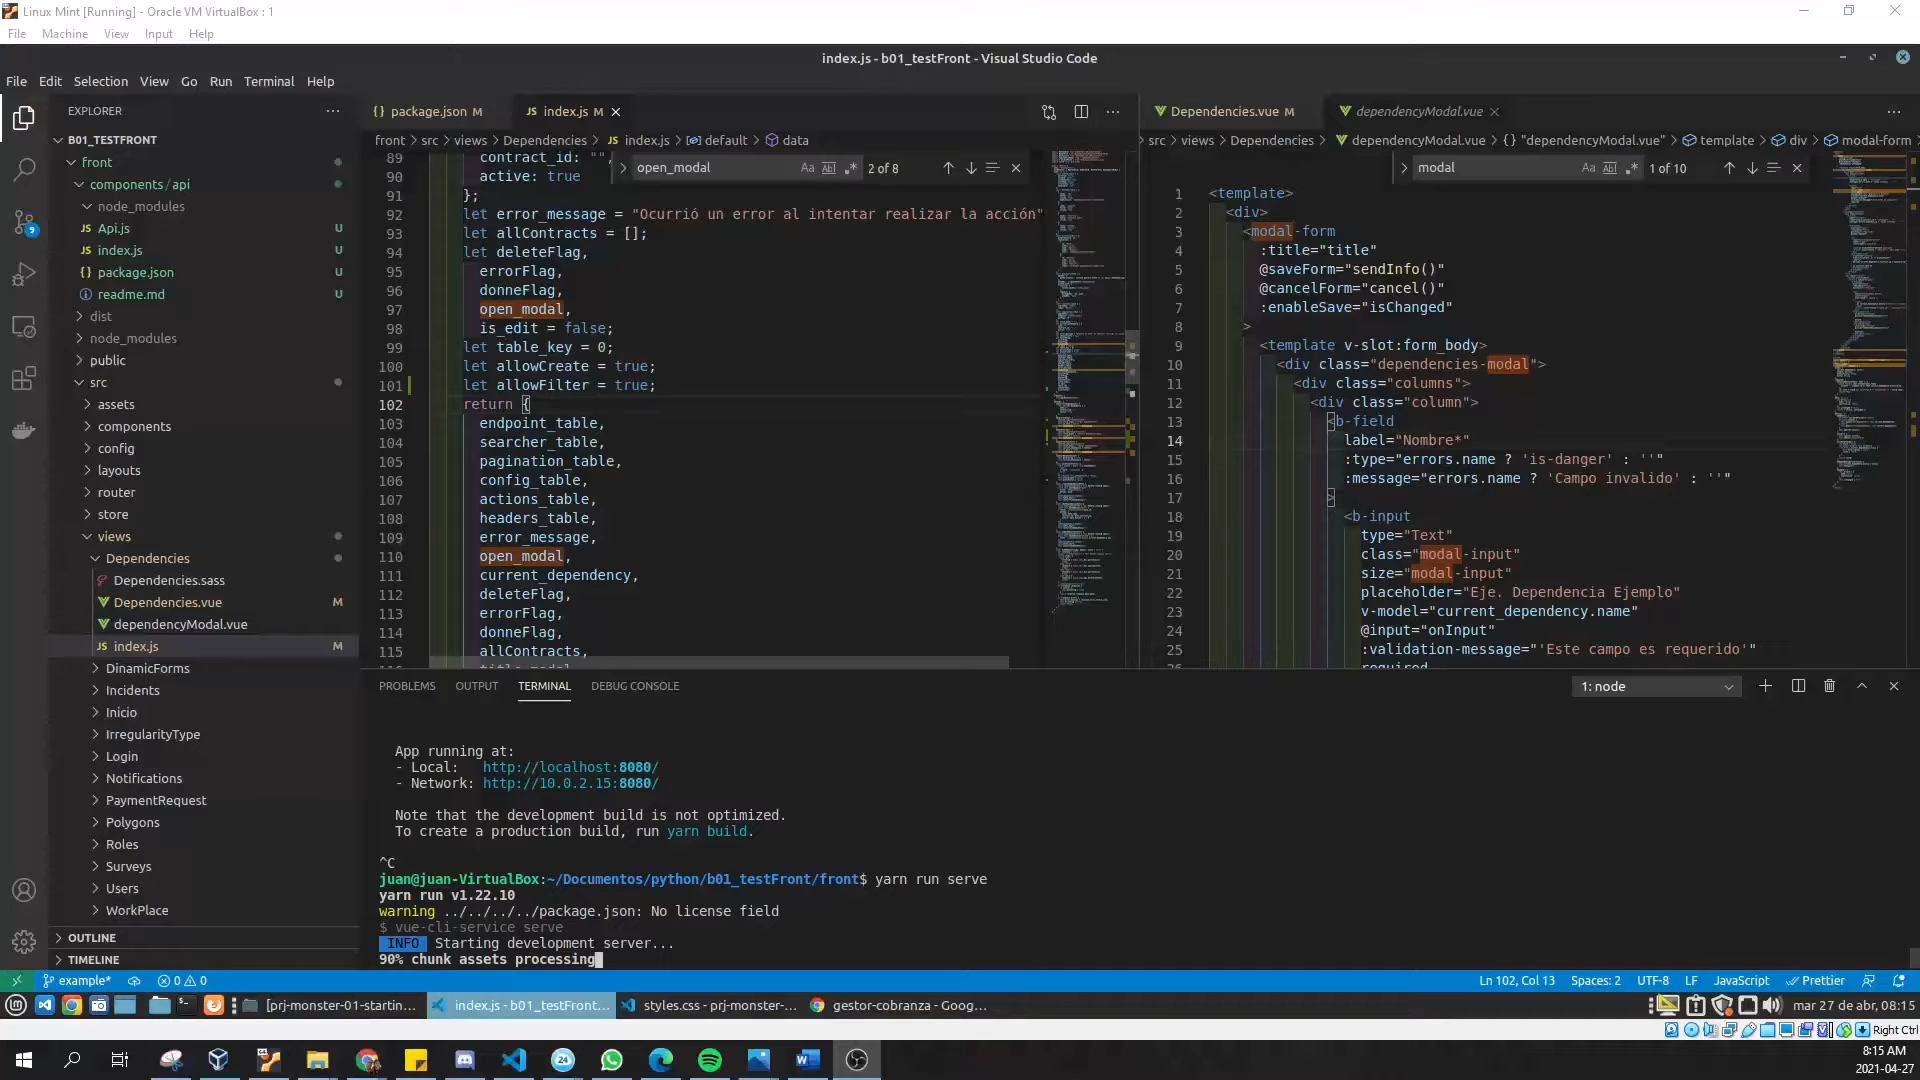 Linux Mint [Running] - Oracle VM VirtualBox : 1
File Machine View Input Help
index.js - b01_testFront - Visual Studio Code
File Edit Selection View Go Run Terminal Help
EXPLORER
B01_TESTFRONT
front
components/api
node_modules
Api.js U
index.js U
package.json U
readme.md U
dist
node_modules
public
src
assets
components
config
layouts
router
store
views
Dependencies
Dependencies.sass
Dependencies.vue M
dependencyModal.vue
index.js M
DinamicForms
Incidents
Inicio
IrregularityType
Login
Notifications
PaymentRequest
Polygons
Roles
Surveys
Users
WorkPlace
OUTLINE
TIMELINE
package.json M
index.js M
front > src > views > Dependencies > index.js > default > data
open_modal 2 of 8
89 contract_id: "",
90 active: true
91 };
92 let error_message = "Ocurrió un error al intentar realizar la acción"
93 let allContracts = [];
94 let deleteFlag,
95 errorFlag,
96 donneFlag,
97 open_modal,
98 is_edit = false;
99 let table_key = 0;
100 let allowCreate = true;
101 let allowFilter = true;
102 return {
103 endpoint_table,
104 searcher_table,
105 pagination_table,
106 config_table,
107 actions_table,
108 headers_table,
109 error_message,
110 open_modal,
111 current_dependency,
112 deleteFlag,
113 errorFlag,
114 donneFlag,
115 allContracts,
Dependencies.vue M
dependencyModal.vue
src > views > Dependencies > dependencyModal.vue > {} "dependencyModal.vue" > template > div > modal-form
modal 1 of 10
1 <template>
2 <div>
3 <modal-form
4 :title="title"
5 @saveForm="sendInfo()"
6 @cancelForm="cancel()"
7 :enableSave="isChanged"
8 >
9 <template v-slot:form_body>
10 <div class="dependencies-modal">
11 <div class="columns">
12 <div class="column">
13 <b-field
14 label="Nombre*"
15 :type="errors.name ? 'is-danger' : ''"
16 :message="errors.name ? 'Campo invalido' : ''"
17 >
18 <b-input
19 type="Text"
20 class="modal-input"
21 size="modal-input"
22 placeholder="Eje. Dependencia Ejemplo"
23 v-model="current_dependency.name"
24 @input="onInput"
25 :validation-message="'Este campo es requerido'"
26 required
PROBLEMS OUTPUT TERMINAL DEBUG CONSOLE
1: node
App running at:
- Local: http://localhost:8080/
- Network: http://10.0.2.15:8080/
Note that the development build is not optimized.
To create a production build, run yarn build.
^C
juan@juan-VirtualBox:~/Documentos/python/b01_testFront/front$ yarn run serve
yarn run v1.22.10
warning ../../../../package.json: No license field
$ vue-cli-service serve
INFO Starting development server...
90% chunk assets processing
example* 0 0
Ln 102, Col 13 Spaces: 2 UTF-8 LF JavaScript Prettier
[prj-monster-01-startin... index.js - b01_testFront... styles.css - prj-monster-... gestor-cobranza - Goog...
mar 27 de abr, 08:15
Right Ctrl
8:15 AM
2021-04-27